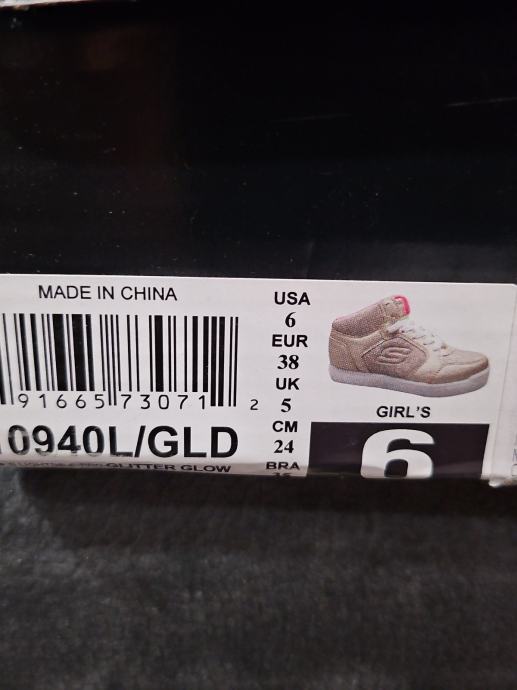 MADE IN CHINA
91665 73071 2
0940L/GLD
GLITTER GLOW
USA
6
EUR
38
UK
5
CM
24
BRA
GIRL'S
6